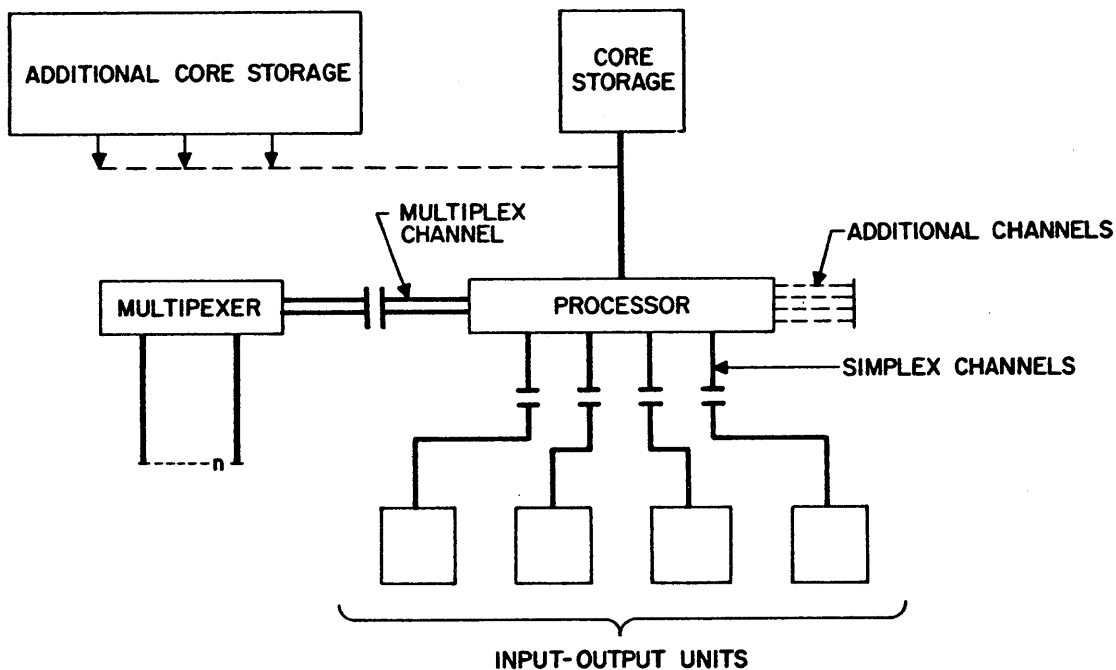 ADDITIONAL CORE STORAGE
CORE
STORAGE
MULTIPLEX
CHANNEL
ADDITIONAL CHANNELS
MULTIPEXER
PROCESSOR
SIMPLEX CHANNELS
n
INPUT-OUTPUT UNITS